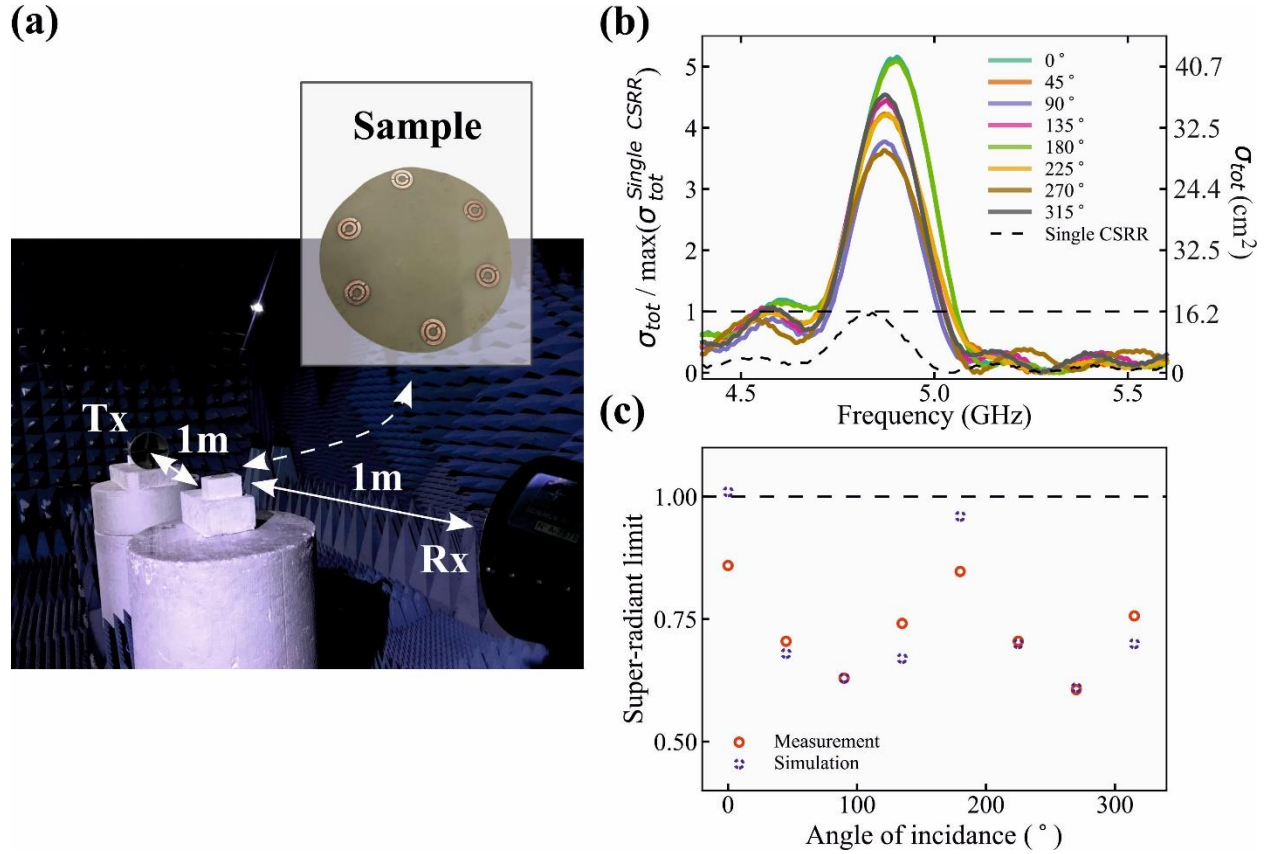 (a)
Sample
Tx
1m
1m
Rx
(b)
σ_tot / max(σ_tot^Single CSRR)
5
4
3
2
1
0
0°
45°
90°
135°
180°
225°
270°
315°
Single CSRR
40.7
32.5
24.4
32.5
16.2
0
σ_tot (cm²)
4.5
5.0
5.5
Frequency (GHz)
(c)
Super-radiant limit
1.00
0.75
0.50
Measurement
Simulation
0
100
200
300
Angle of incidance (°)